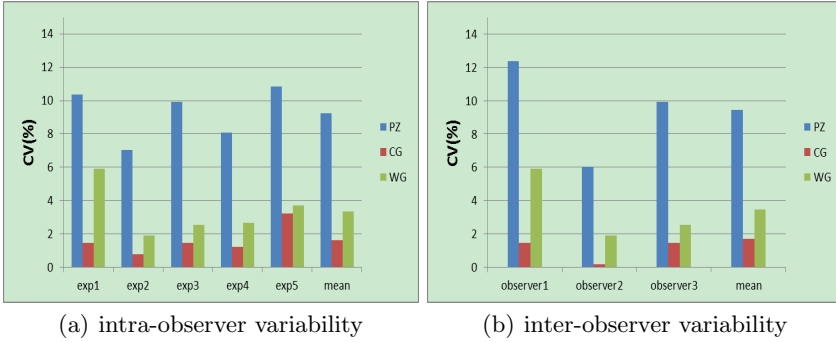 14
12
10
8
6
4
2
0
CV(%)
exp1 exp2 exp3 exp4 exp5 mean
PZ
CG
WG
(a) intra-observer variability
14
12
10
8
6
4
2
0
CV(%)
observer1 observer2 observer3 mean
PZ
CG
WG
(b) inter-observer variability